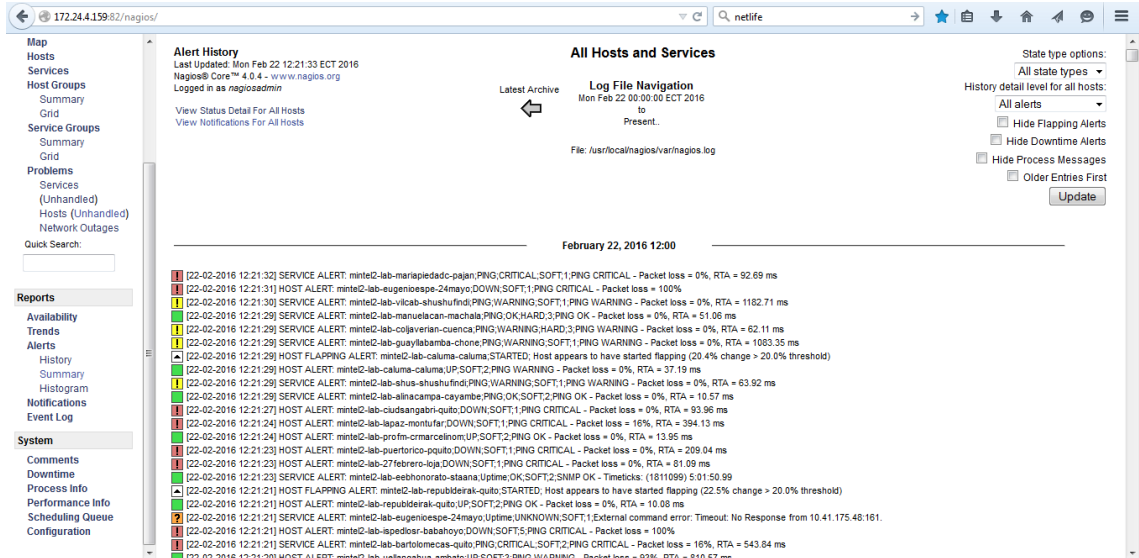 172.24.4.159:82/nagios/
netlife
Map
Hosts
Services
Host Groups
Summary
Grid
Service Groups
Summary
Grid
Problems
Services
(Unhandled)
Hosts (Unhandled)
Network Outages
Quick Search:
Reports
Availability
Trends
Alerts
History
Summary
Histogram
Notifications
Event Log
System
Comments
Downtime
Process Info
Performance Info
Scheduling Queue
Configuration
Alert History
Last Updated: Mon Feb 22 12:21:33 ECT 2016
Nagios® Core™ 4.0.4 - www.nagios.org
Logged in as nagiosadmin
View Status Detail For All Hosts
View Notifications For All Hosts
All Hosts and Services
Latest Archive
Log File Navigation
Mon Feb 22 00:00:00 ECT 2016
to
Present..
File: /usr/local/nagios/var/nagios.log
State type options:
All state types
History detail level for all hosts:
All alerts
Hide Flapping Alerts
Hide Downtime Alerts
Hide Process Messages
Older Entries First
Update
February 22, 2016 12:00
[22-02-2016 12:21:32] SERVICE ALERT: mintel2-lab-mariapiedadc-pajan;PING;CRITICAL;SOFT;1;PING CRITICAL - Packet loss = 0%, RTA = 92.69 ms
[22-02-2016 12:21:31] HOST ALERT: mintel2-lab-eugenioespe-24mayo;DOWN;SOFT;1;PING CRITICAL - Packet loss = 100%
[22-02-2016 12:21:30] SERVICE ALERT: mintel2-lab-vilcab-shushufindi;PING;WARNING;SOFT;1;PING WARNING - Packet loss = 0%, RTA = 1182.71 ms
[22-02-2016 12:21:29] SERVICE ALERT: mintel2-lab-manuelacan-machala;PING;OK;HARD;3;PING OK - Packet loss = 0%, RTA = 51.06 ms
[22-02-2016 12:21:29] SERVICE ALERT: mintel2-lab-coljaverian-cuenca;PING;WARNING;HARD;3;PING WARNING - Packet loss = 0%, RTA = 62.11 ms
[22-02-2016 12:21:29] SERVICE ALERT: mintel2-lab-guayllabamba-chone;PING;WARNING;SOFT;1;PING WARNING - Packet loss = 0%, RTA = 1083.35 ms
[22-02-2016 12:21:29] HOST FLAPPING ALERT: mintel2-lab-caluma-caluma;STARTED; Host appears to have started flapping (20.4% change > 20.0% threshold)
[22-02-2016 12:21:29] HOST ALERT: mintel2-lab-caluma-caluma;UP;SOFT;2;PING WARNING - Packet loss = 0%, RTA = 37.19 ms
[22-02-2016 12:21:29] SERVICE ALERT: mintel2-lab-shus-shushufindi;PING;WARNING;SOFT;1;PING WARNING - Packet loss = 0%, RTA = 63.92 ms
[22-02-2016 12:21:29] SERVICE ALERT: mintel2-lab-alinacampa-cayambe;PING;OK;SOFT;2;PING OK - Packet loss = 0%, RTA = 10.57 ms
[22-02-2016 12:21:27] HOST ALERT: mintel2-lab-ciudsangabri-quito;DOWN;SOFT;1;PING CRITICAL - Packet loss = 0%, RTA = 93.96 ms
[22-02-2016 12:21:24] HOST ALERT: mintel2-lab-lapaz-montufar;DOWN;SOFT;1;PING CRITICAL - Packet loss = 16%, RTA = 394.13 ms
[22-02-2016 12:21:24] HOST ALERT: mintel2-lab-profm-crmarcelinom;UP;SOFT;2;PING OK - Packet loss = 0%, RTA = 13.95 ms
[22-02-2016 12:21:23] HOST ALERT: mintel2-lab-puertorico-pquito;DOWN;SOFT;1;PING CRITICAL - Packet loss = 0%, RTA = 209.04 ms
[22-02-2016 12:21:23] HOST ALERT: mintel2-lab-27febrero-loja;DOWN;SOFT;1;PING CRITICAL - Packet loss = 0%, RTA = 81.09 ms
[22-02-2016 12:21:23] SERVICE ALERT: mintel2-lab-eebhonorato-staana;Uptime;OK;SOFT;2;SNMP OK - Timeticks: (1811099) 5:01:50.99
[22-02-2016 12:21:21] HOST FLAPPING ALERT: mintel2-lab-republdeirak-quito;STARTED; Host appears to have started flapping (22.5% change > 20.0% threshold)
[22-02-2016 12:21:21] HOST ALERT: mintel2-lab-republdeirak-quito;UP;SOFT;2;PING OK - Packet loss = 0%, RTA = 10.08 ms
[22-02-2016 12:21:21] SERVICE ALERT: mintel2-lab-eugenioespe-24mayo;Uptime;UNKNOWN;SOFT;1;External command error: Timeout: No Response from 10.41.175.48:161.
[22-02-2016 12:21:21] HOST ALERT: mintel2-lab-ispedlosr-babahoyo;DOWN;SOFT;5;PING CRITICAL - Packet loss = 100%
[22-02-2016 12:21:21] SERVICE ALERT: mintel2-lab-bartolomecas-quito;PING;CRITICAL;SOFT;2;PING CRITICAL - Packet loss = 16%, RTA = 543.84 ms